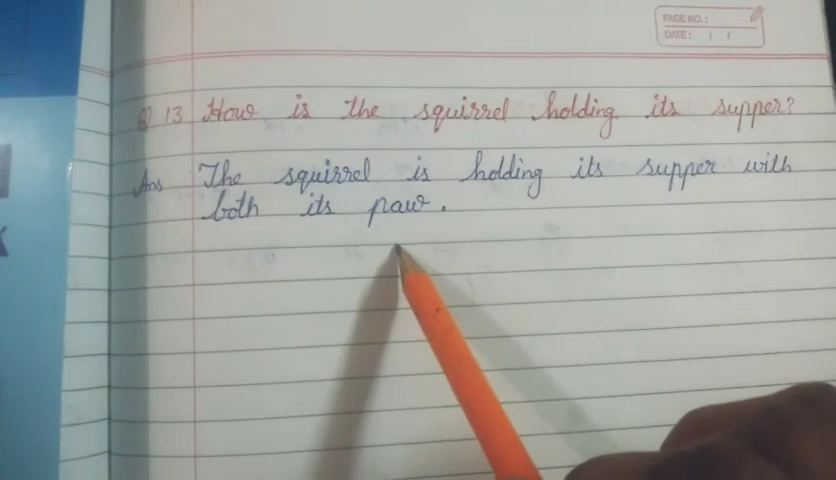 PAGE NO.:
DATE: / /
Q 13 How is the squirrel holding its supper?
Ans The squirrel is holding its supper with
both its paw.